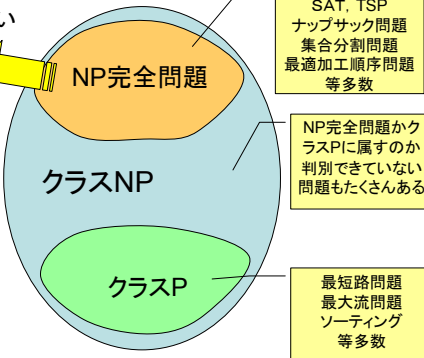 い
SAT, TSP
ナップサック問題
集合分割問題
最適加工順序問題
等多数
NP完全問題
NP完全問題かク
ラスPに属すのか
判別できていない
問題もたくさんある
クラスNP
クラスP
最短路問題
最大流問題
ソーティング
等多数